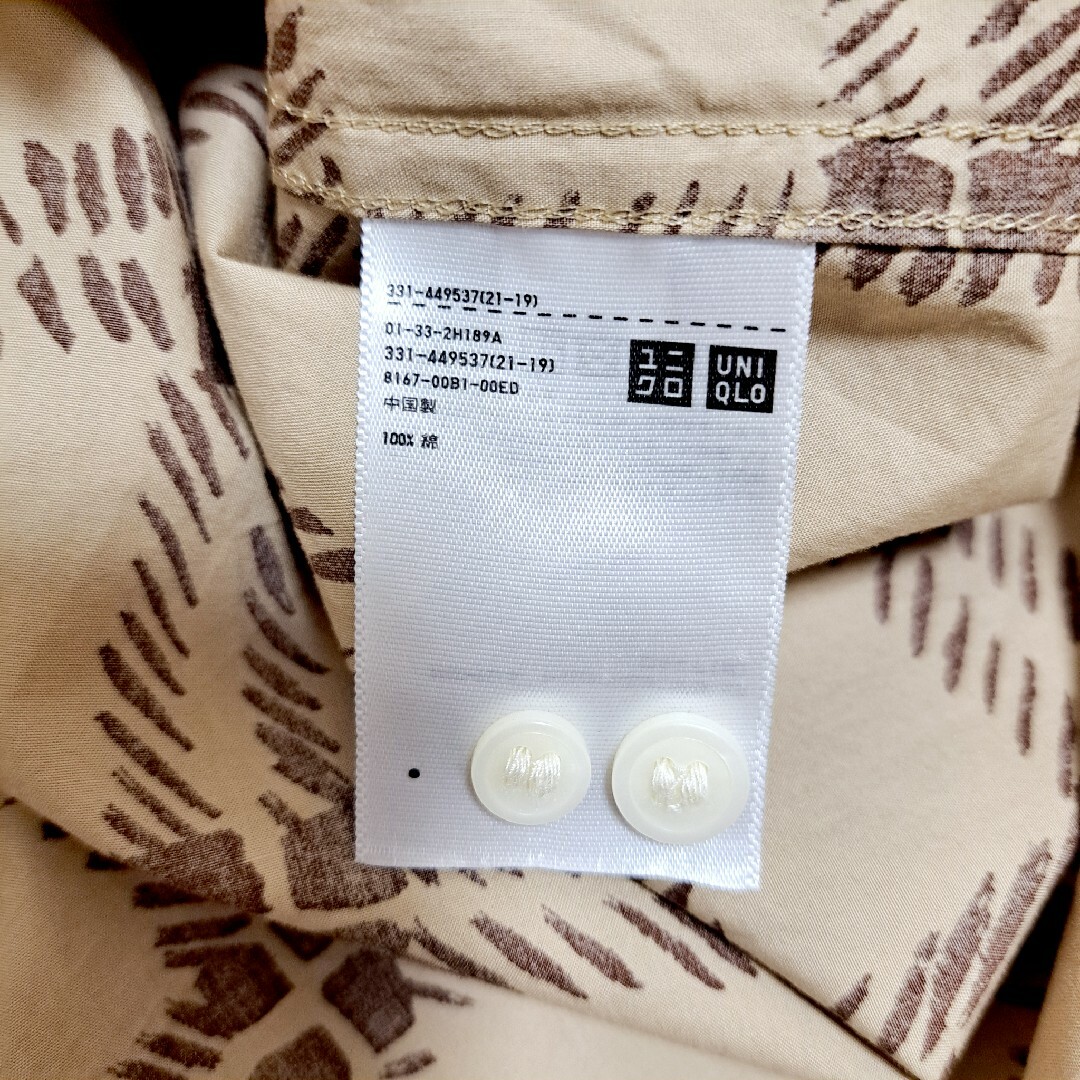 331-449537(21-19)
01-33-2H189A
331-449537(21-19)
8167-00B1-00ED
中国製
100% 綿
ユニ
クロ
UNI
QLO